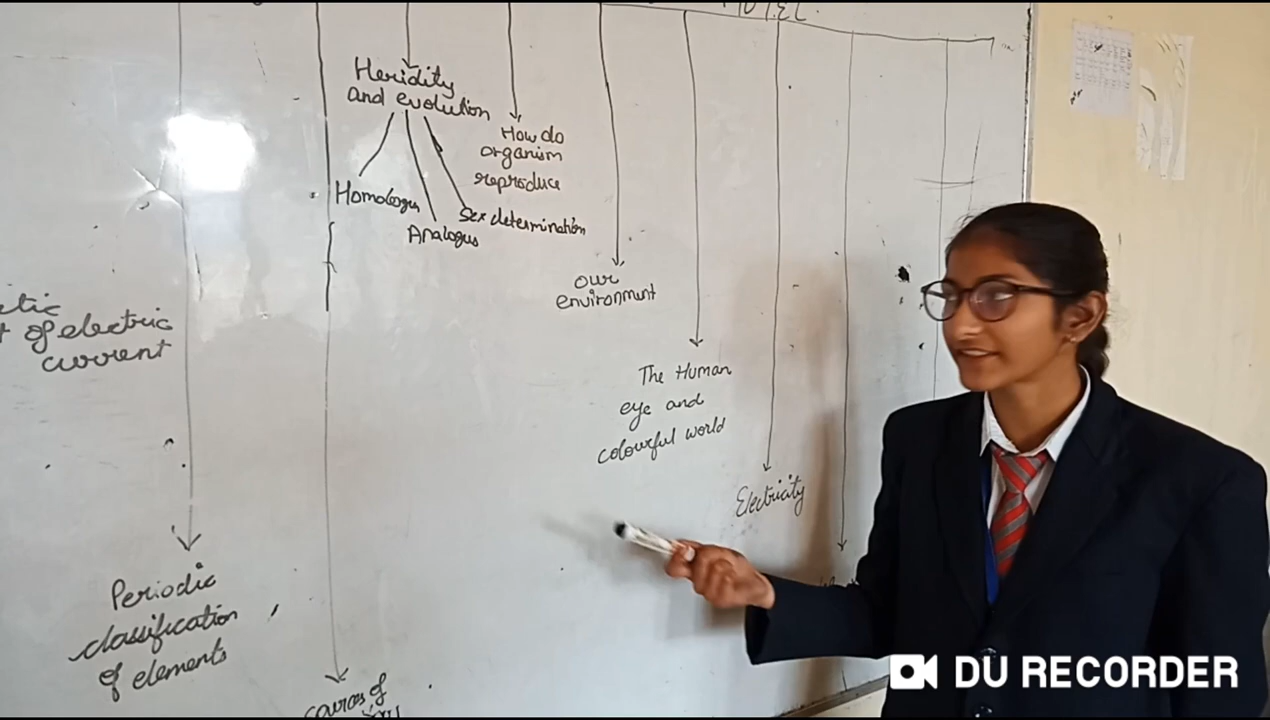 Heridity
and evolution
How do
organism
reproduce
Homologus
Sex determination
Analogus
our
environment
of electric
current
The Human
eye and
colourful world
Electricity
Periodic
classification
of elements
of
DU RECORDER